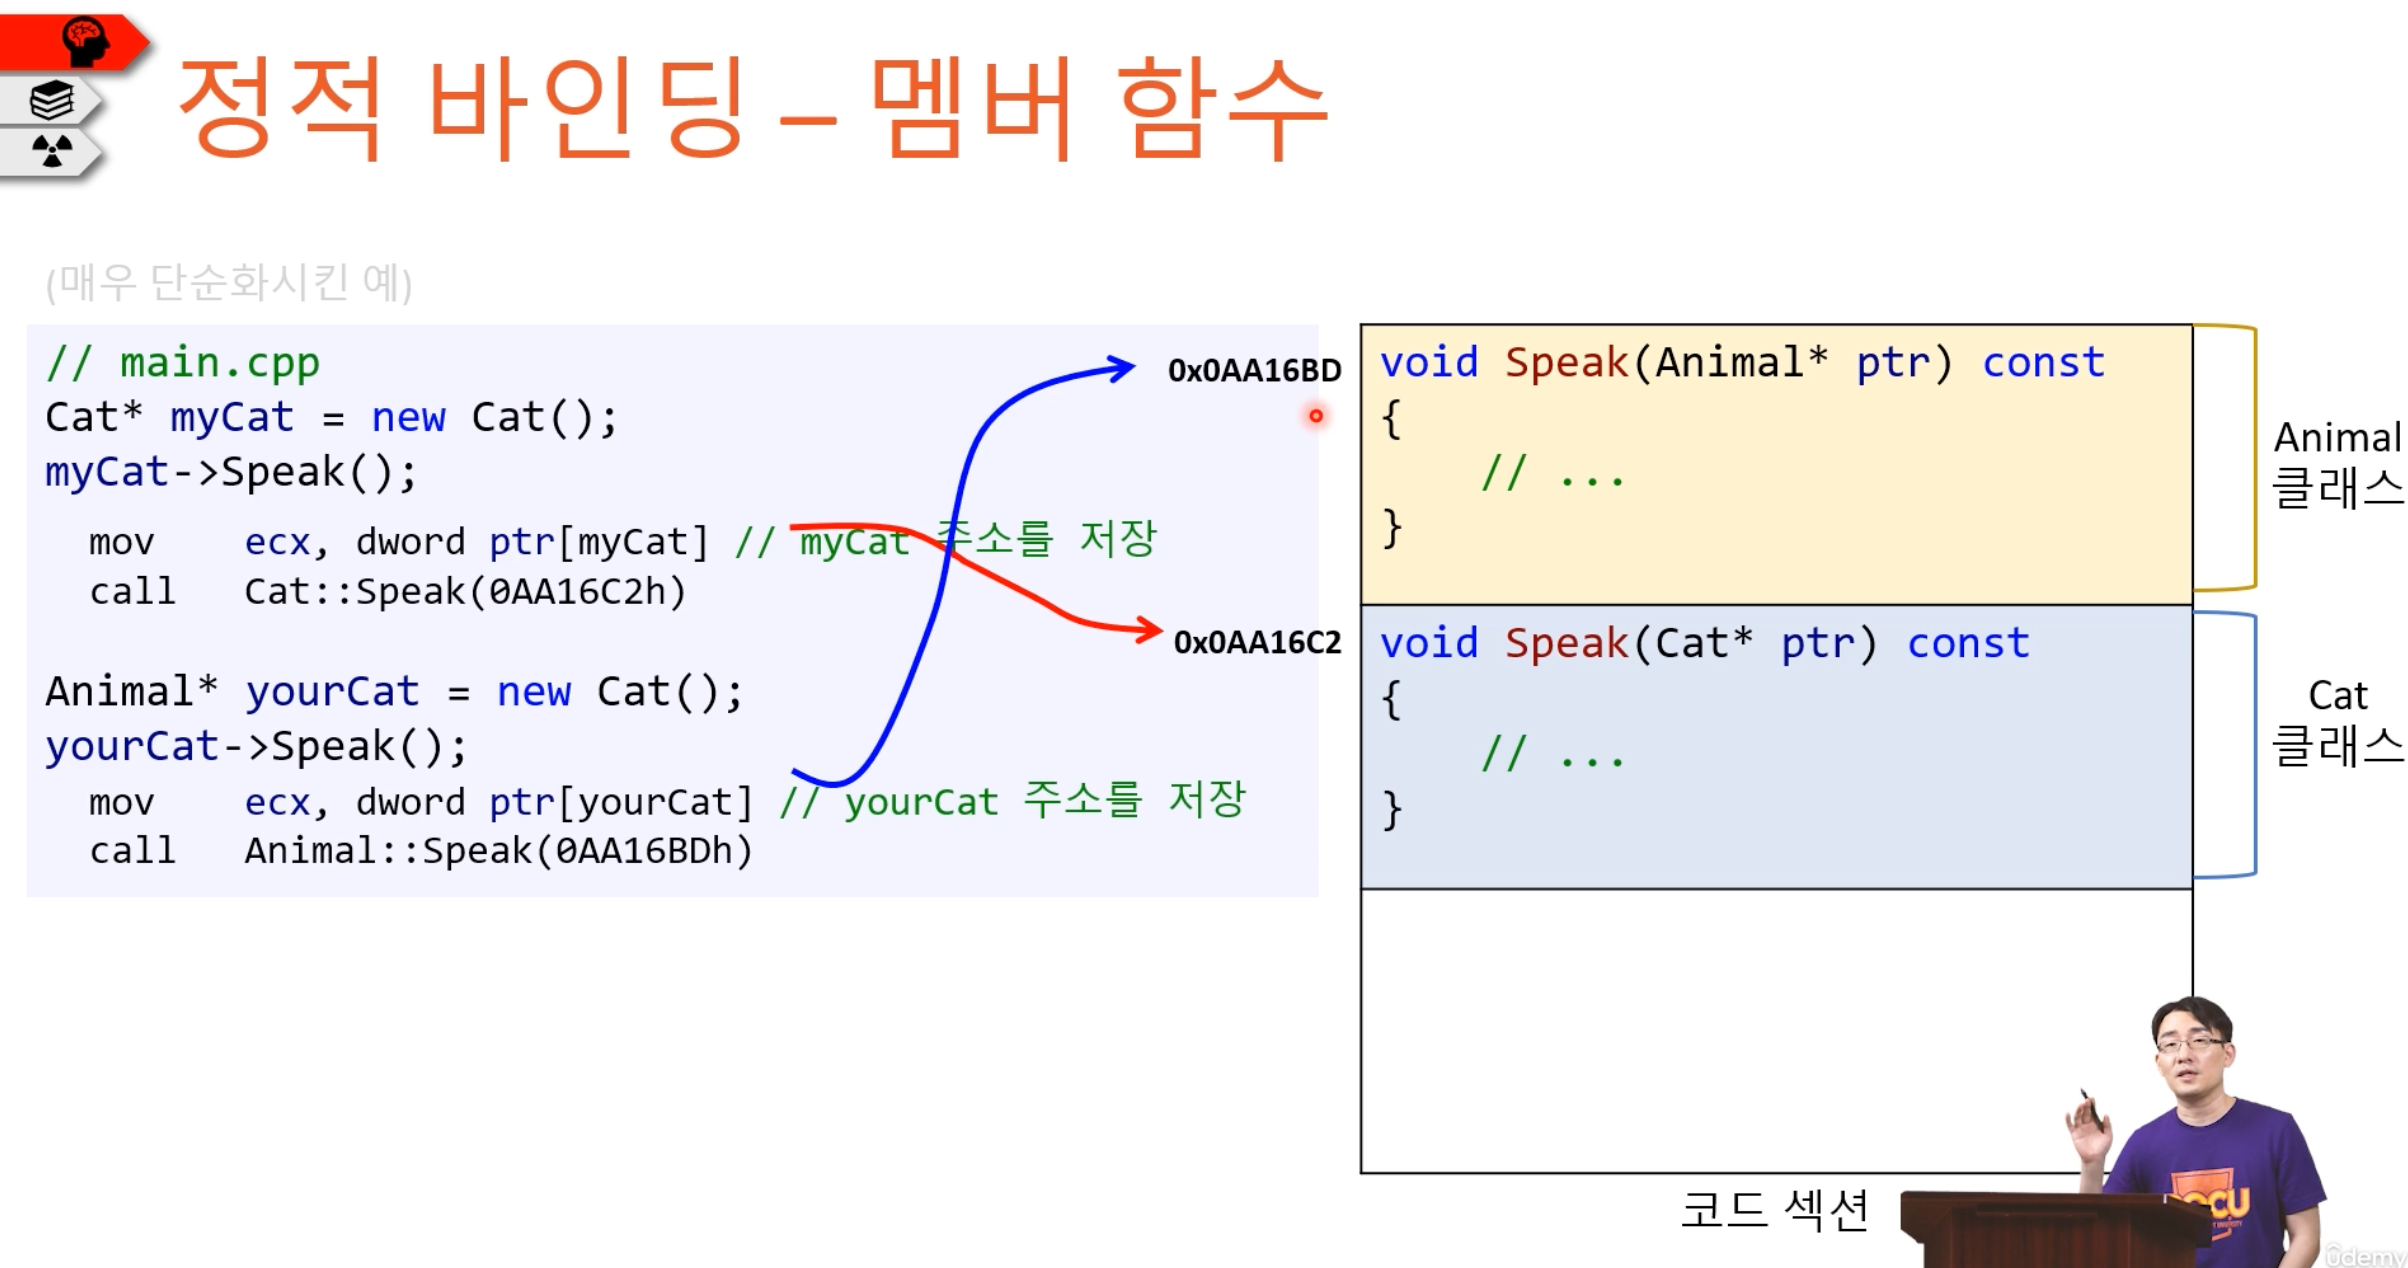 정적 바인딩 – 멤버 함수
(매우 단순화시킨 예)
// main.cpp
Cat* myCat = new Cat();
myCat->Speak();
mov ecx, dword ptr[myCat] // myCat 주소를 저장
call Cat::Speak(0AA16C2h)
Animal* yourCat = new Cat();
yourCat->Speak();
mov ecx, dword ptr[yourCat] // yourCat 주소를 저장
call Animal::Speak(0AA16BDh)
0x0AA16BD
0x0AA16C2
void Speak(Animal* ptr) const
{
// ...
}
Animal
클래스
void Speak(Cat* ptr) const
{
// ...
}
Cat
클래스
코드 섹션
udemy